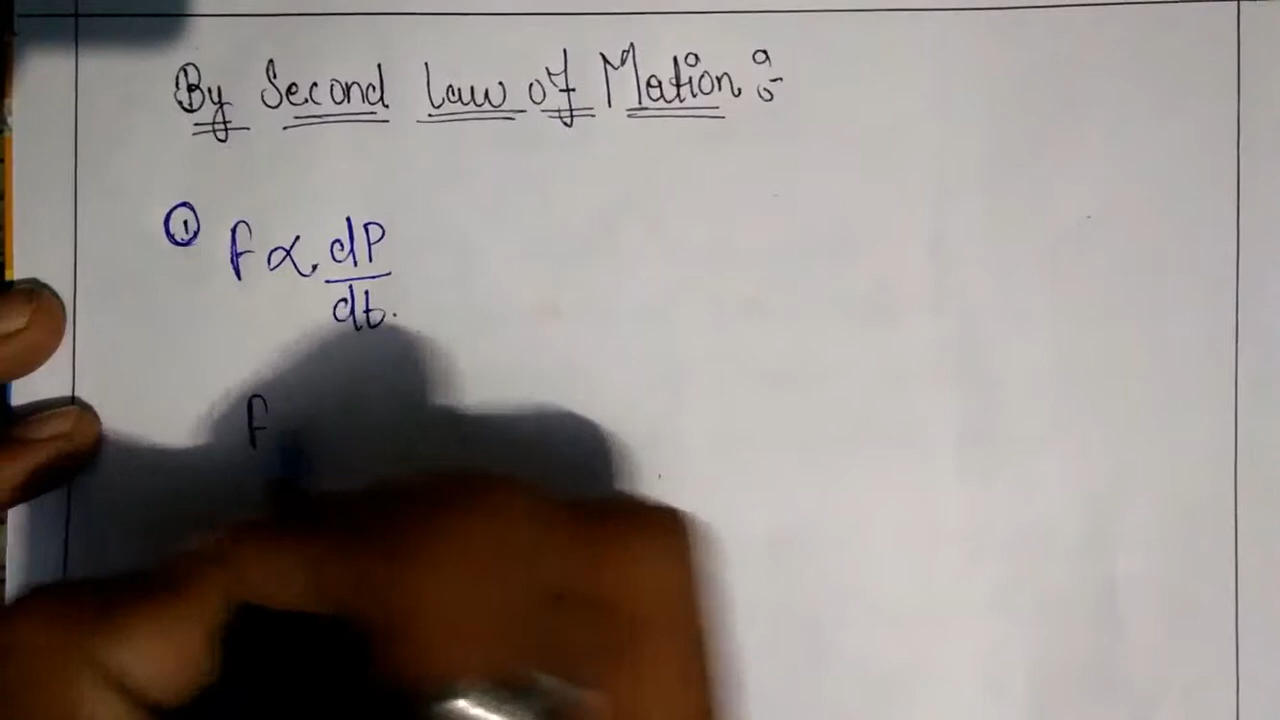 By Second Law of Motion :-
① F ∝ dP/dt.
F